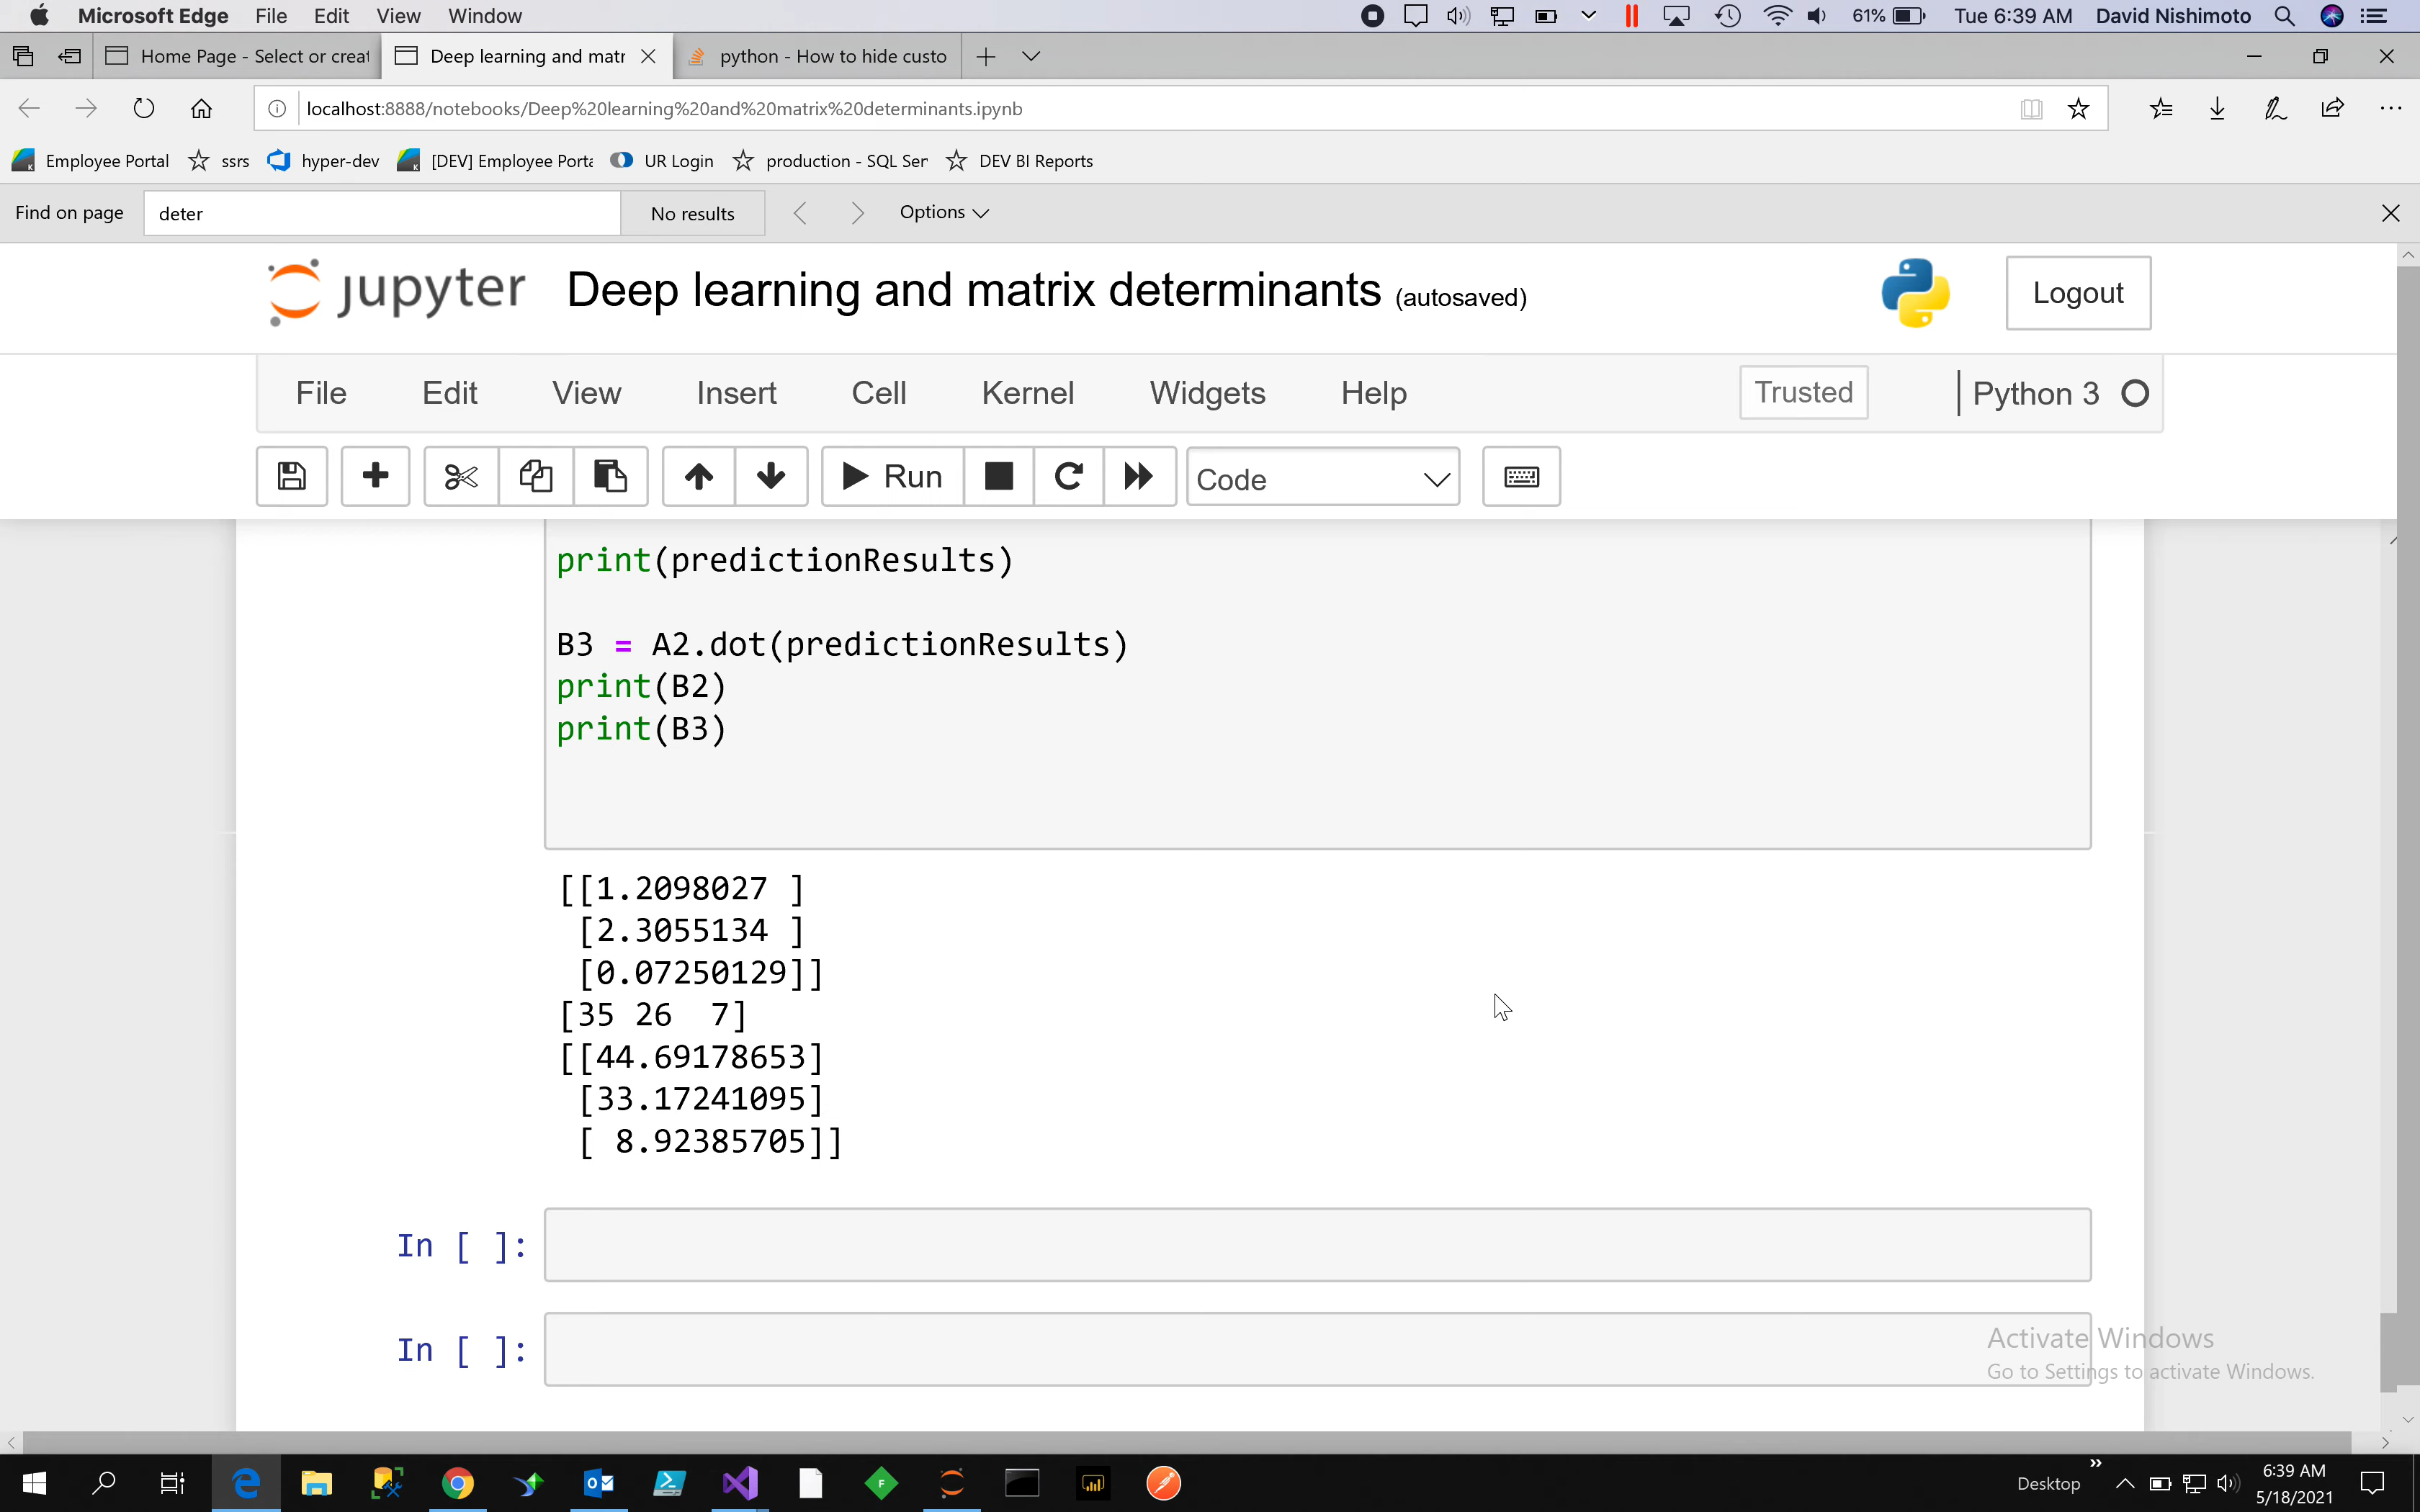 Microsoft Edge File Edit View Window 61% Tue 6:39 AM David Nishimoto
Home Page - Select or creat Deep learning and matr python - How to hide custo
localhost:8888/notebooks/Deep%20learning%20and%20matrix%20determinants.ipynb
Employee Portal ssrs hyper-dev [DEV] Employee Porta UR Login production - SQL Ser DEV BI Reports
Find on page deter No results Options
jupyter Deep learning and matrix determinants (autosaved) Logout
File Edit View Insert Cell Kernel Widgets Help Trusted Python 3
Run Code
print(predictionResults)
B3 = A2.dot(predictionResults)
print(B2)
print(B3)
[[1.2098027 ]
[2.3055134 ]
[0.07250129]]
[35 26  7]
[[44.69178653]
[33.17241095]
[ 8.92385705]]
In [ ]:
In [ ]:
Activate Windows
Go to Settings to activate Windows.
Desktop 6:39 AM
5/18/2021